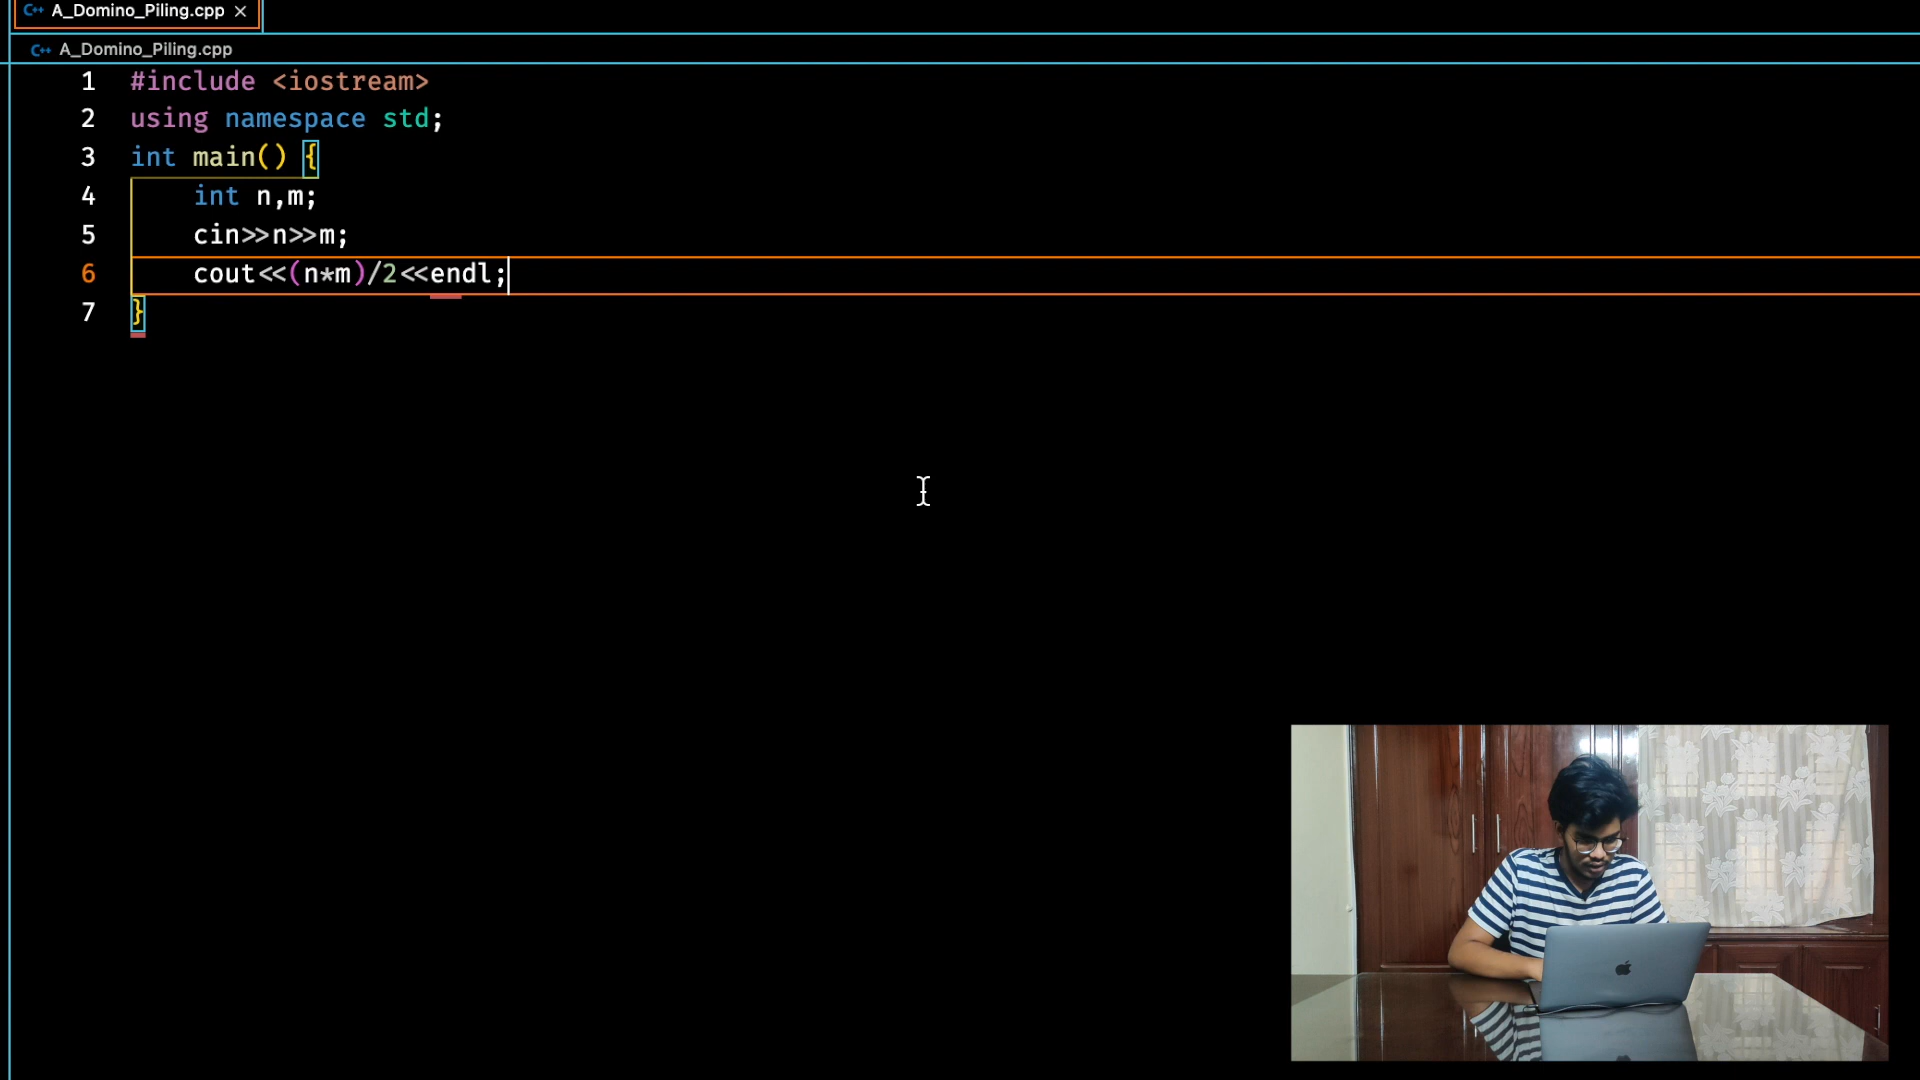 C++ A_Domino_Piling.cpp ×
C++ A_Domino_Piling.cpp
1 #include <iostream>
2 using namespace std;
3 int main() {
4 int n,m;
5 cin>>n>>m;
6 cout<<(n*m)/2<<endl;
7 }